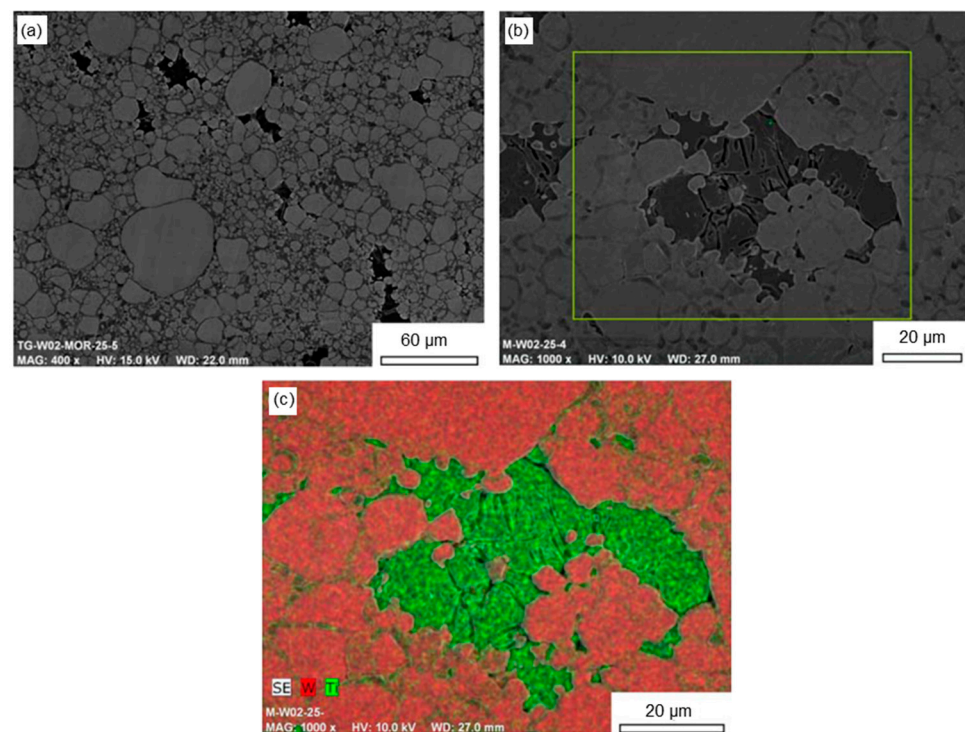 (a)
60 µm
TG-W02-MOR-25-5
MAG: 400 x HV: 15.0 kV WD: 22.0 mm
(b)
20 µm
M-W02-25-4
MAG: 1000 x HV: 10.0 kV WD: 27.0 mm
(c)
SE W Ti
20 µm
M-W02-25-
MAG: 1000 x HV: 10.0 kV WD: 27.0 mm